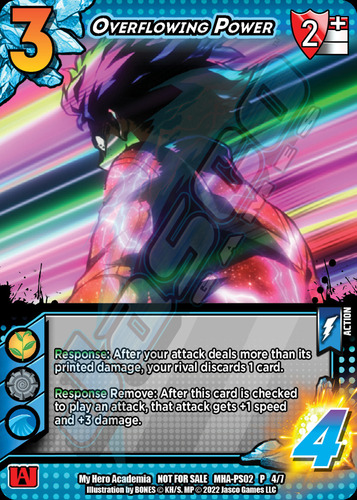 3
OVERFLOWING POWER
2
+
Response: After your attack deals more than its
printed damage, your rival discards 1 card.
Response Remove: After this card is checked
to play an attack, that attack gets +1 speed
and +3 damage.
ACTION
4
My Hero Academia NOT FOR SALE MHA-PS02 P 4/7
Illustration by BONES © KH/S. MP © 2022 Jasco Games LLC